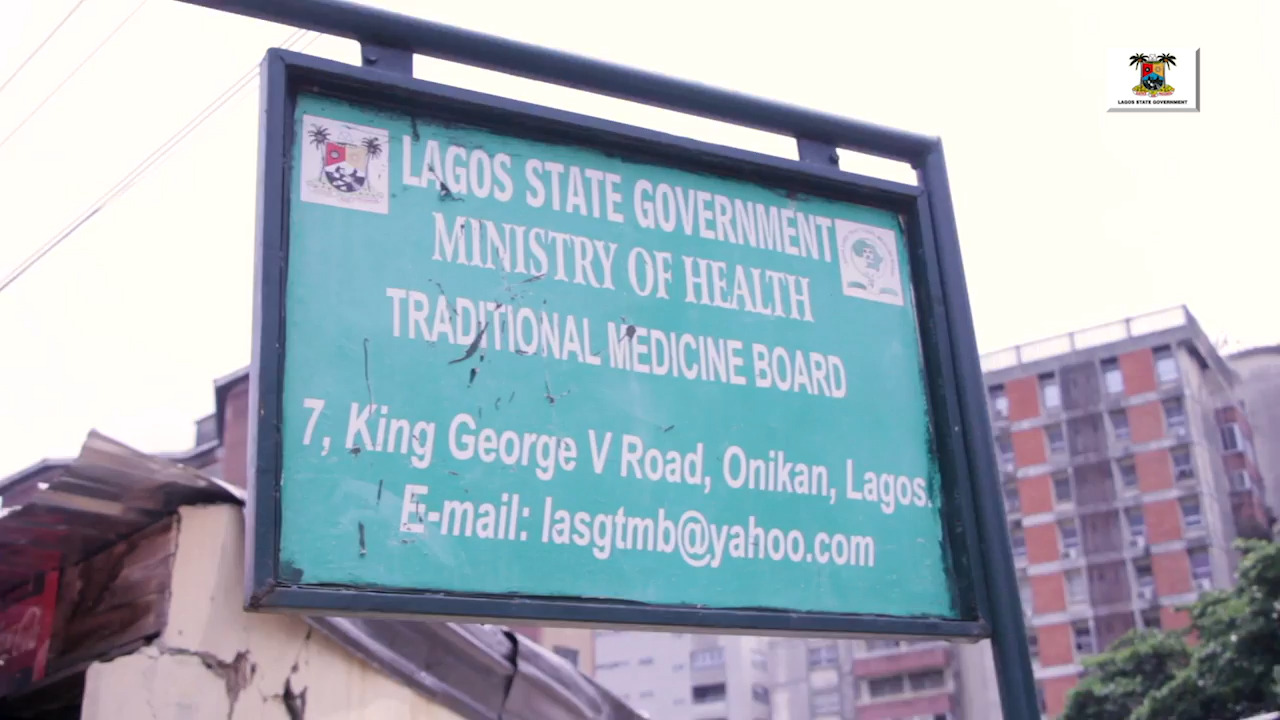 LAGOS STATE GOVERNMENT
LAGOS STATE GOVERNMENT
MINISTRY OF HEALTH
TRADITIONAL MEDICINE BOARD
7, King George V Road, Onikan, Lagos.
E-mail: lasgtmb@yahoo.com